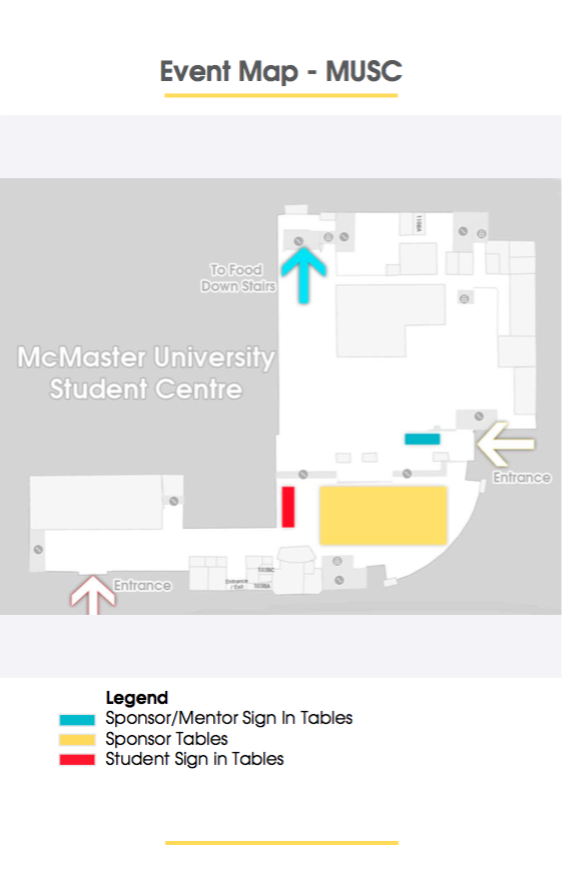 Event Map - MUSC
To Food
Down Stairs
McMaster University
Student Centre
Entrance
Entrance
Entrance
/ Exit
Legend
Sponsor/Mentor Sign In Tables
Sponsor Tables
Student Sign in Tables